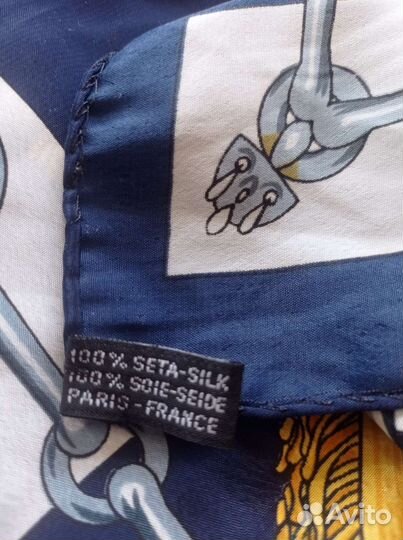 100% SETA-SILK
100% SOIE-SEIDE
PARIS-FRANCE
Avito